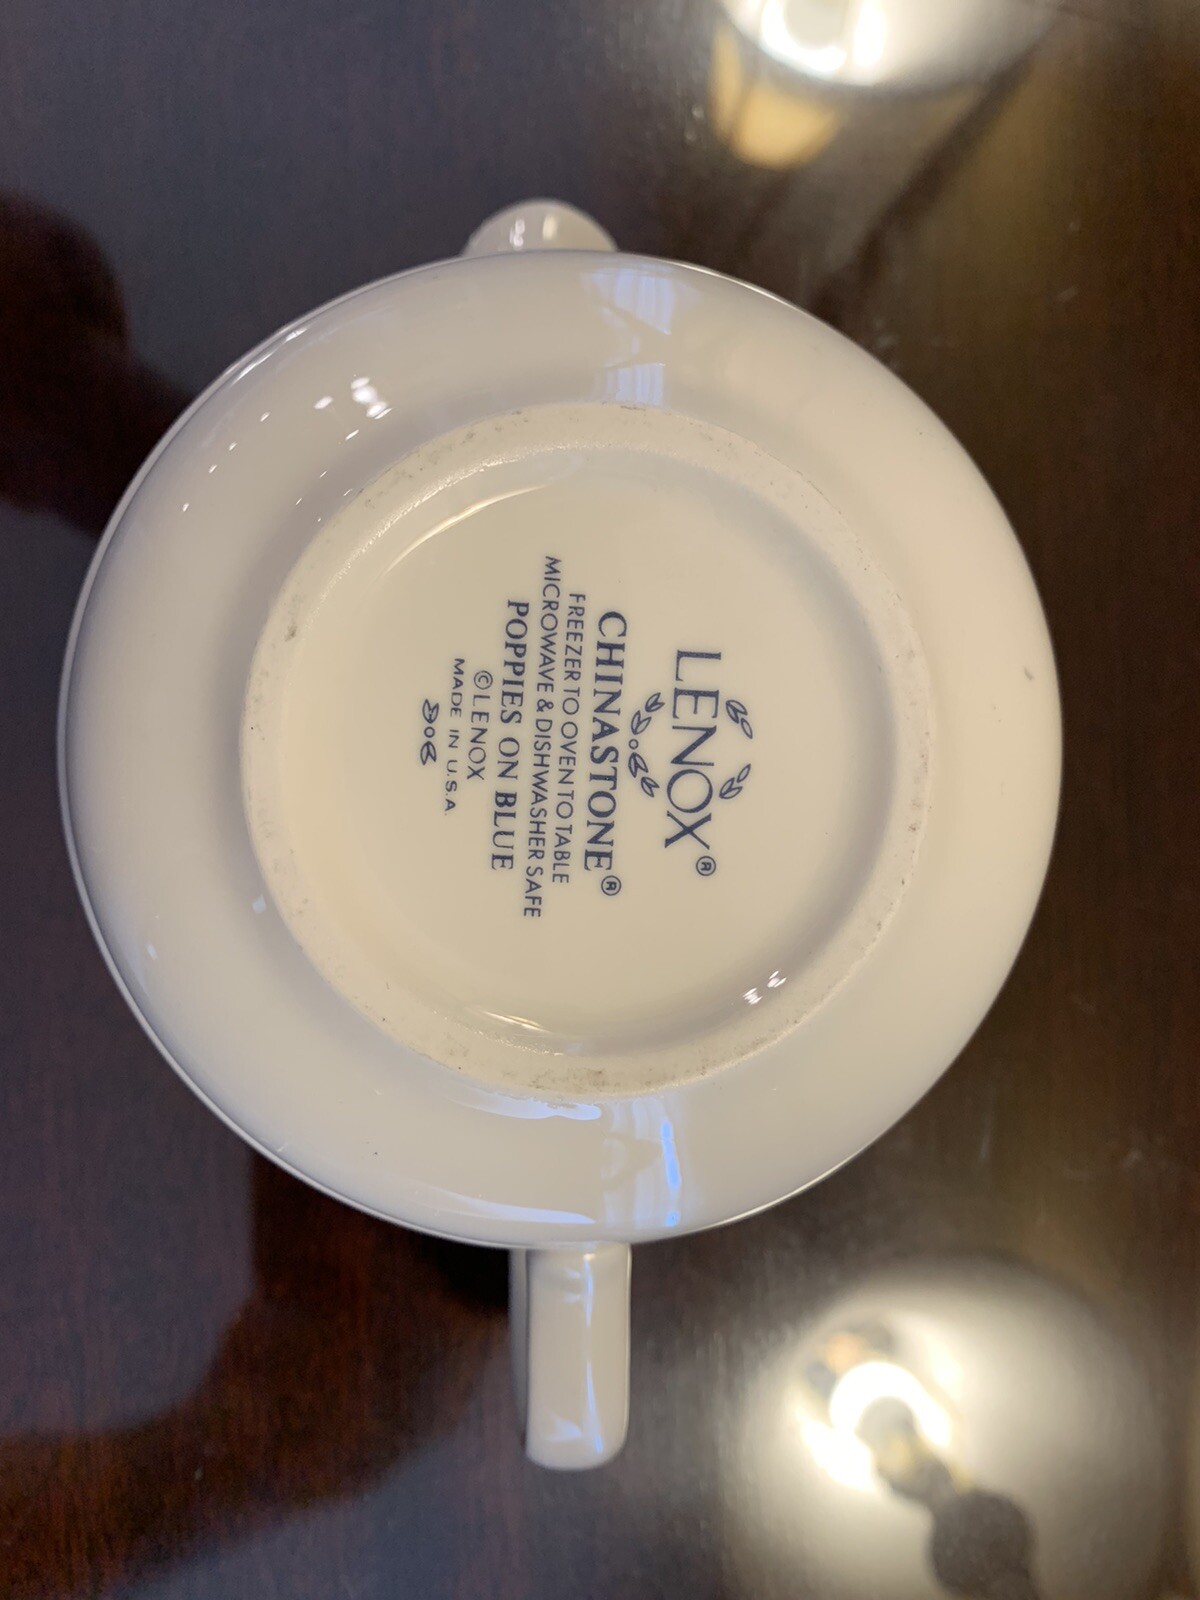 LENOX®
CHINASTONE®
FREEZER TO OVEN TO TABLE
MICROWAVE & DISHWASHER SAFE
POPPIES ON BLUE
©LENOX
MADE IN U.S.A.